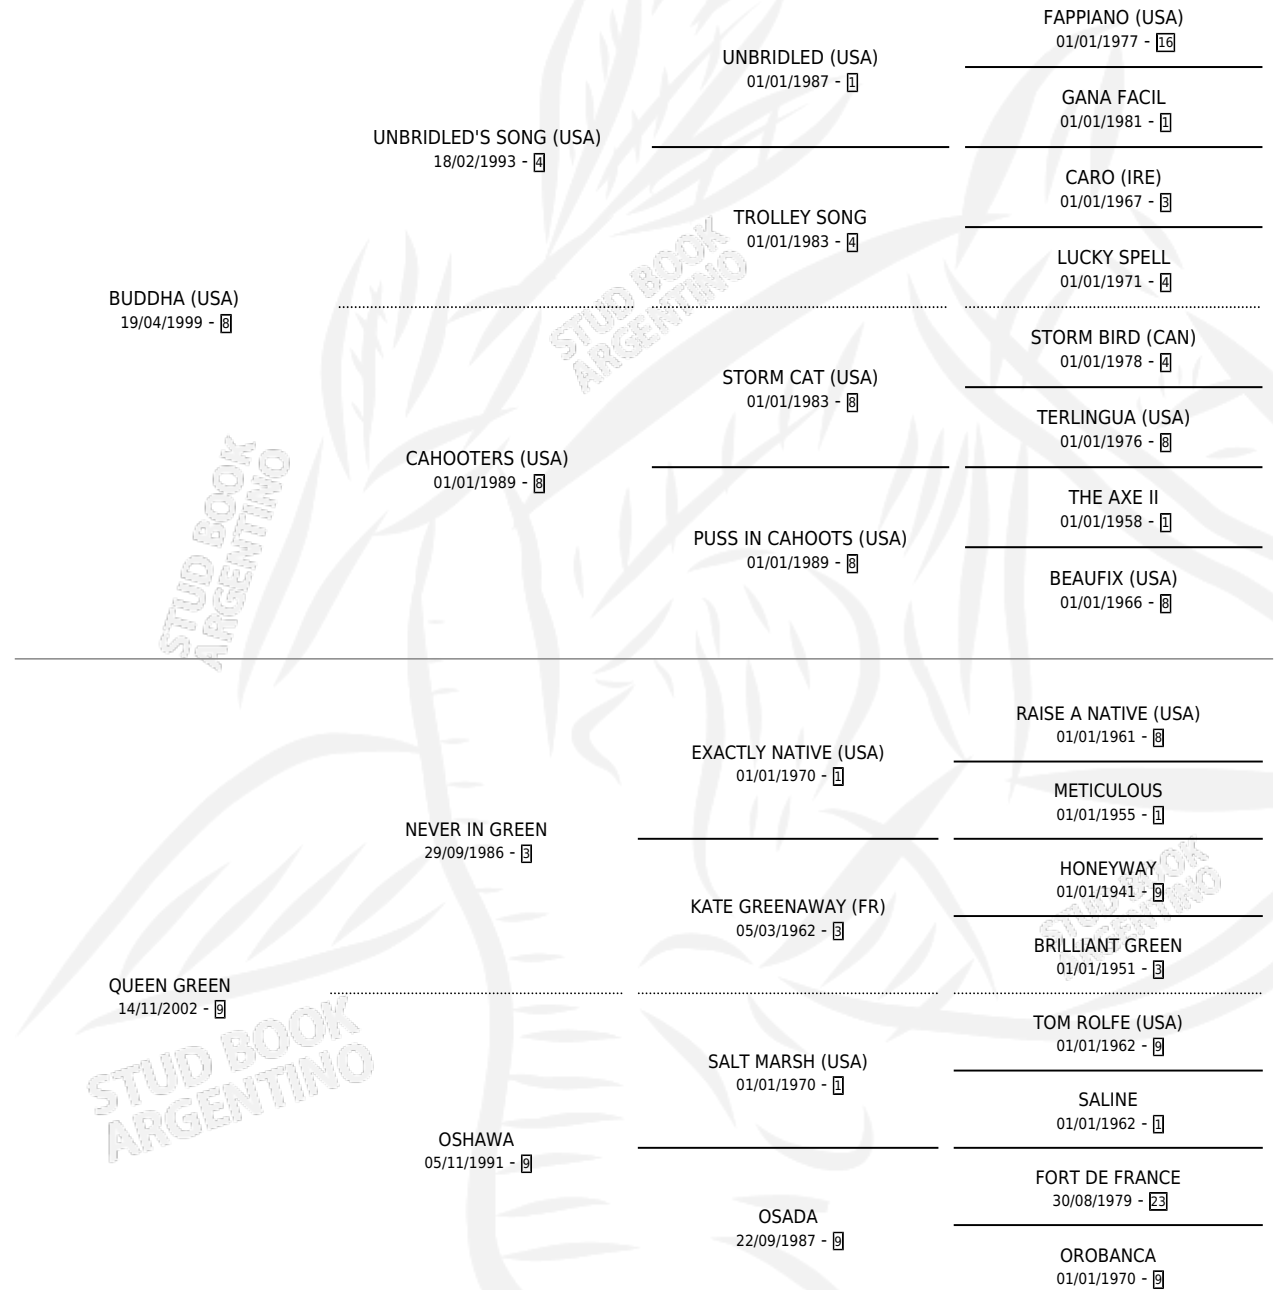 FAPPIANO (USA)
01/01/1977 - 16
UNBRIDLED (USA)
01/01/1987 - 1
GANA FACIL
01/01/1981 - 1
UNBRIDLED'S SONG (USA)
18/02/1993 - 4
CARO (IRE)
01/01/1967 - 3
TROLLEY SONG
01/01/1983 - 4
LUCKY SPELL
01/01/1971 - 4
BUDDHA (USA)
19/04/1999 - 8
STORM BIRD (CAN)
01/01/1978 - 4
STORM CAT (USA)
01/01/1983 - 8
TERLINGUA (USA)
01/01/1976 - 8
CAHOOTERS (USA)
01/01/1989 - 8
THE AXE II
01/01/1958 - 1
PUSS IN CAHOOTS (USA)
01/01/1989 - 8
BEAUFIX (USA)
01/01/1966 - 8
RAISE A NATIVE (USA)
01/01/1961 - 8
EXACTLY NATIVE (USA)
01/01/1970 - 1
METICULOUS
01/01/1955 - 1
NEVER IN GREEN
29/09/1986 - 3
HONEYWAY
01/01/1941 - 9
KATE GREENAWAY (FR)
05/03/1962 - 3
BRILLIANT GREEN
01/01/1951 - 3
QUEEN GREEN
14/11/2002 - 9
TOM ROLFE (USA)
01/01/1962 - 9
SALT MARSH (USA)
01/01/1970 - 1
SALINE
01/01/1962 - 1
OSHAWA
05/11/1991 - 9
FORT DE FRANCE
30/08/1979 - 23
OSADA
22/09/1987 - 9
OROBANCA
01/01/1970 - 9
STUD BOOK
ARGENTINO
STUD BOOK
ARGENTINO
STUD BOOK
ARGENTINO
STUD BOOK
ARGENTINO